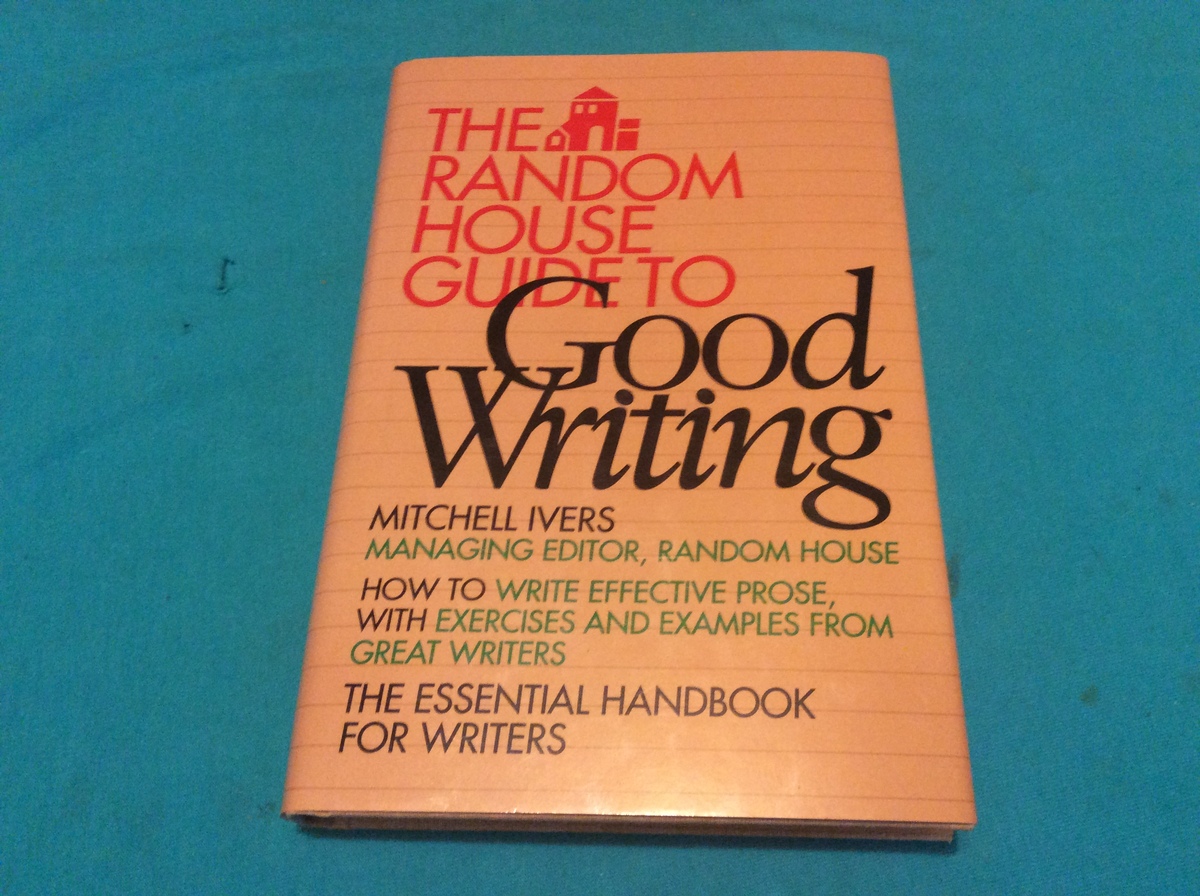 THE
RANDOM
HOUSE
GUIDE TO
Good
Writing
MITCHELL IVERS
MANAGING EDITOR, RANDOM HOUSE
HOW TO WRITE EFFECTIVE PROSE,
WITH EXERCISES AND EXAMPLES FROM
GREAT WRITERS
THE ESSENTIAL HANDBOOK
FOR WRITERS